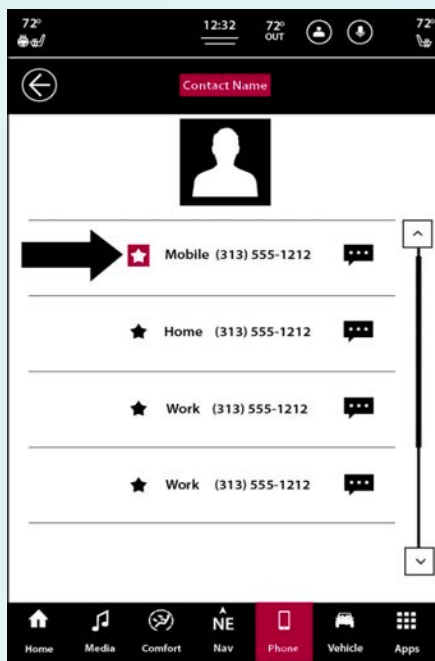 72° 12:32 72° OUT 72°
Contact Name
Mobile (313) 555-1212
Home (313) 555-1212
Work (313) 555-1212
Work (313) 555-1212
NE
Home Media Comfort Nav Phone Vehicle Apps